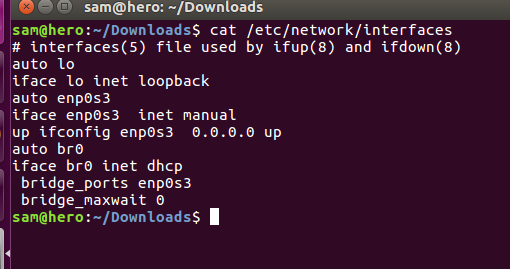 sam@hero: ~/Downloads
sam@hero:~/Downloads$ cat /etc/network/interfaces
# interfaces(5) file used by ifup(8) and ifdown(8)
auto lo
iface lo inet loopback
auto enp0s3
iface enp0s3  inet manual
up ifconfig enp0s3  0.0.0.0 up
auto br0
iface br0 inet dhcp
 bridge_ports enp0s3
 bridge_maxwait 0
sam@hero:~/Downloads$